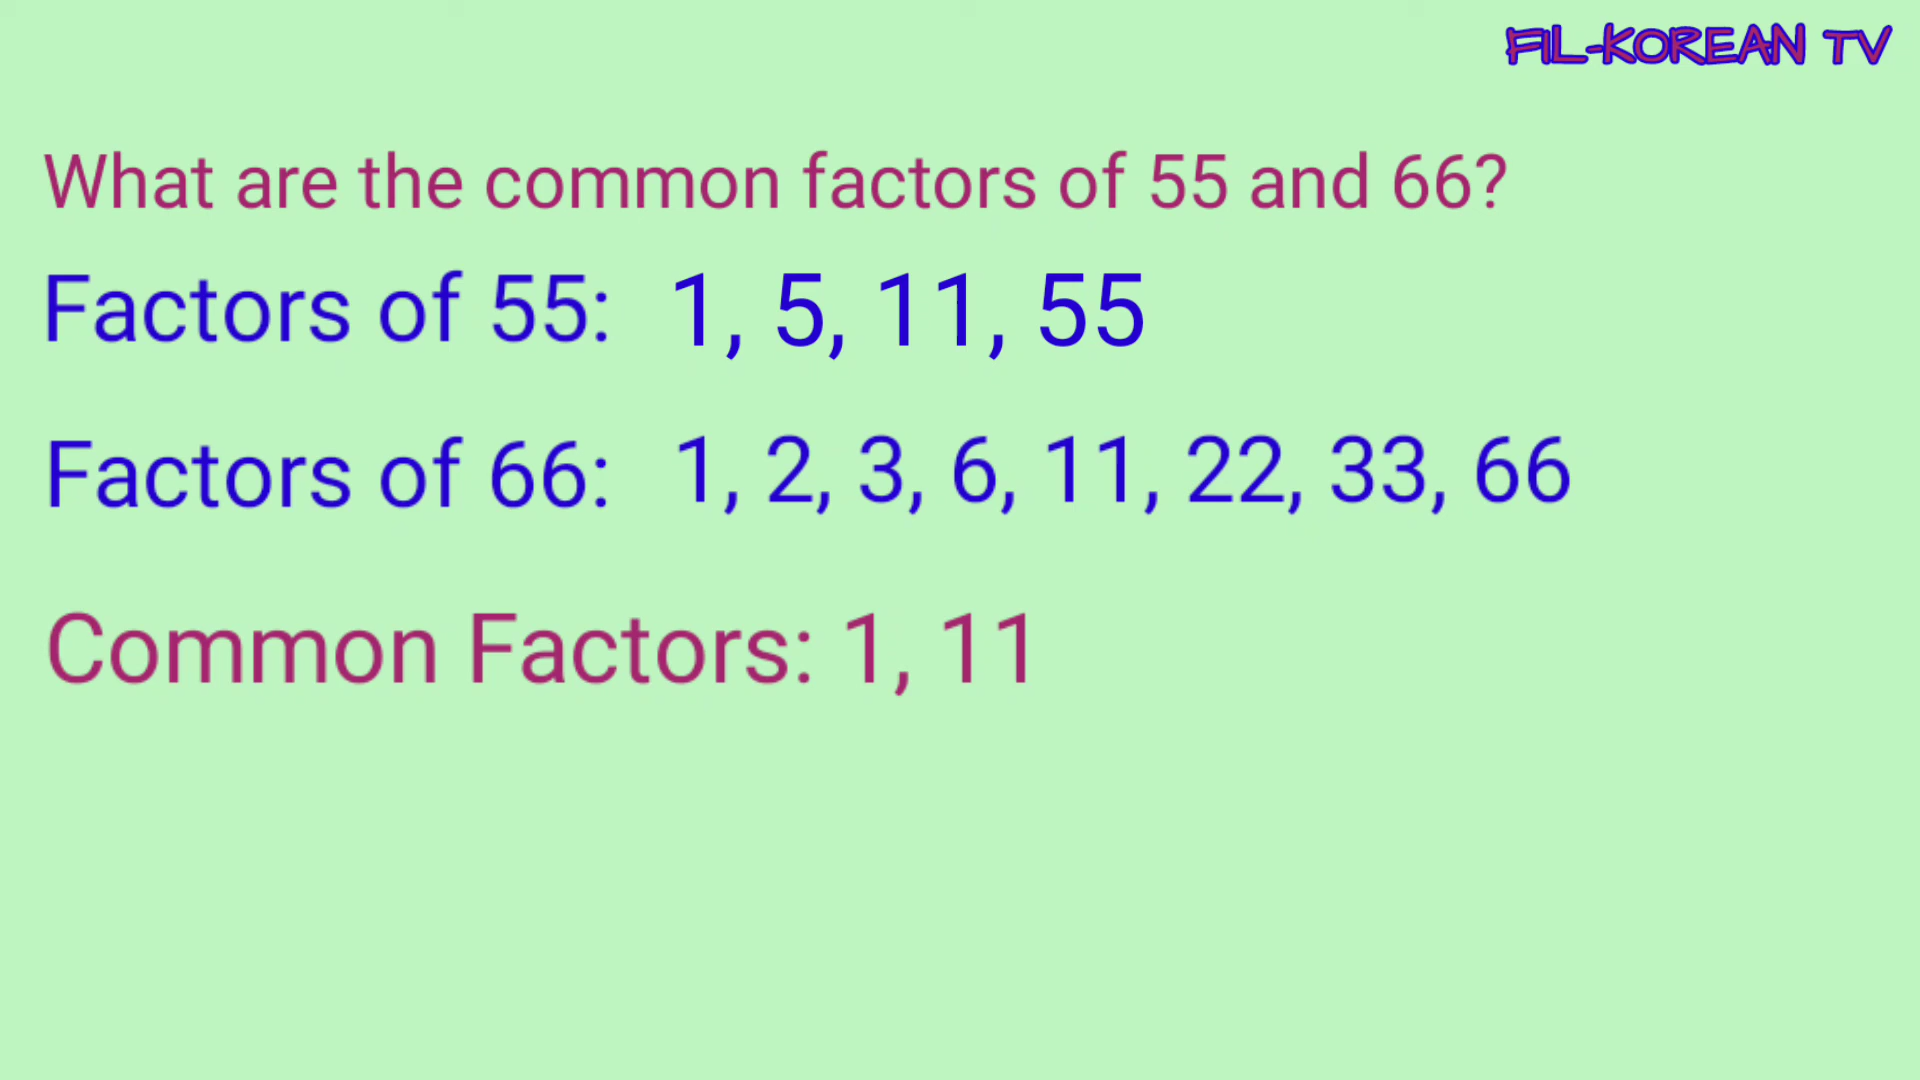 FIL-KOREAN TV
What are the common factors of 55 and 66?
Factors of 55: 1, 5, 11, 55
Factors of 66: 1, 2, 3, 6, 11, 22, 33, 66
Common Factors: 1, 11